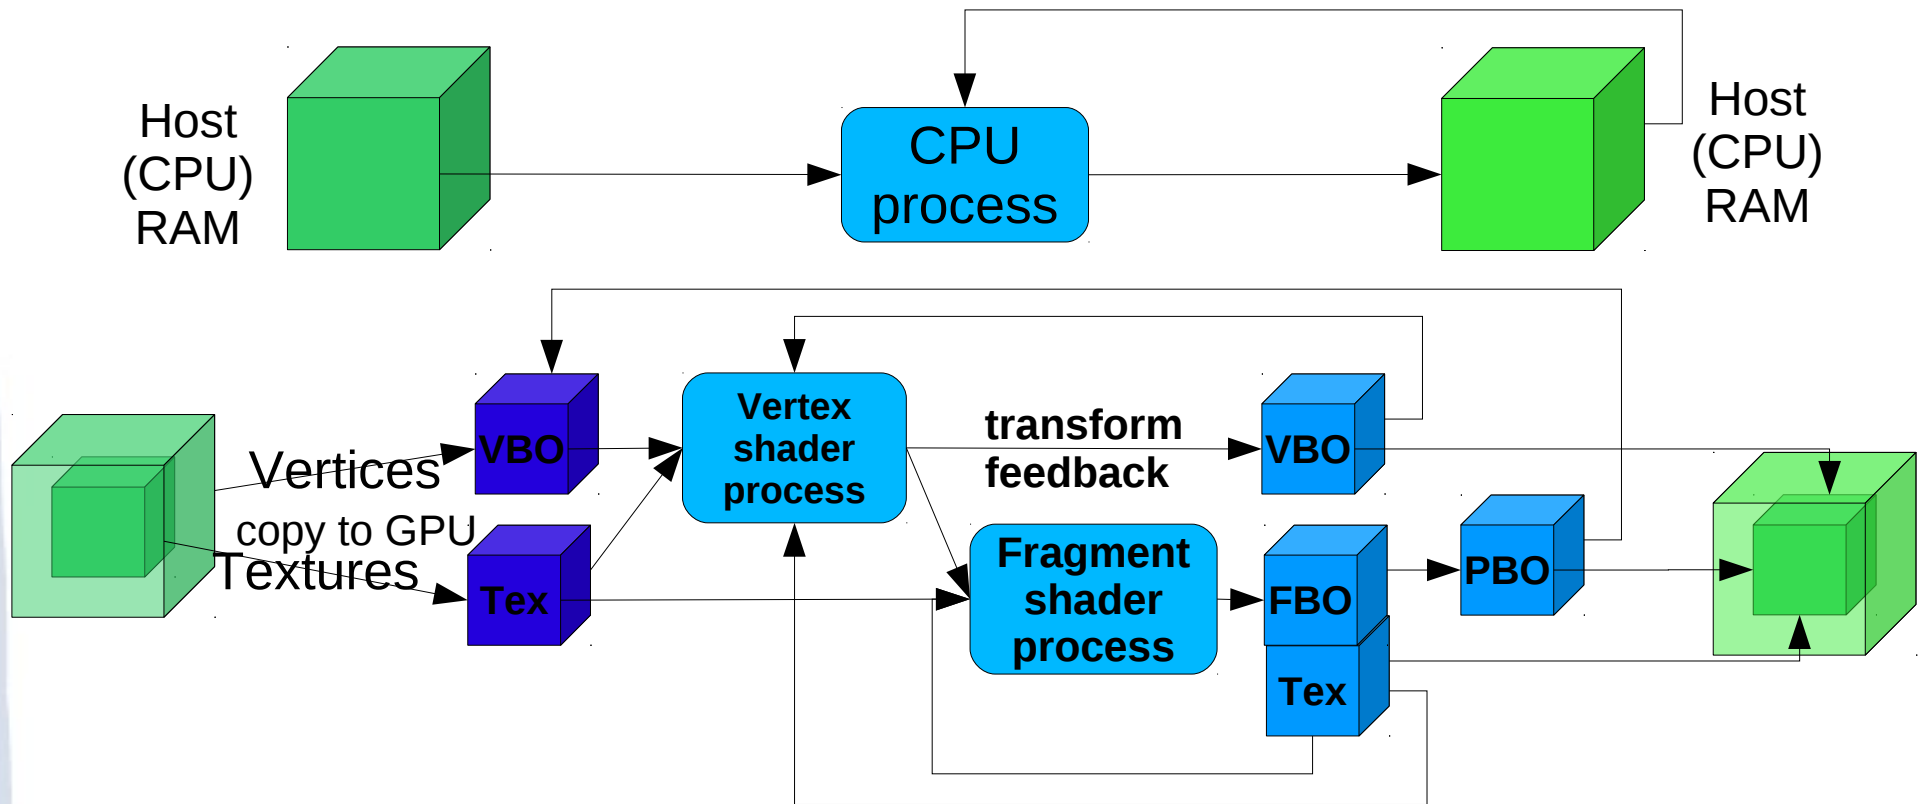 Host
(CPU)
RAM
CPU
process
Host
(CPU)
RAM
Vertices
copy to GPU
Textures
VBO
Tex
Vertex
shader
process
transform
feedback
Fragment
shader
process
VBO
FBO
Tex
PBO